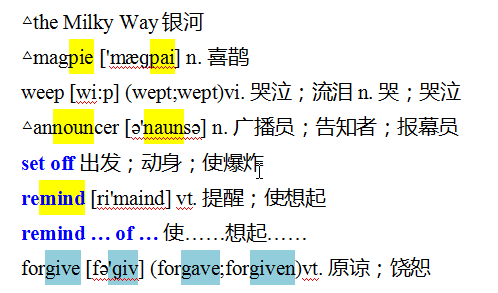 △the Milky Way 银河
△magpie ['mægpai] n. 喜鹊
weep [wi:p] (wept;wept)vi. 哭泣；流泪 n. 哭；哭泣
△announcer [ə'naunsə] n. 广播员；告知者；报幕员
set off 出发；动身；使爆炸
remind [ri'maind] vt. 提醒；使想起
remind … of … 使……想起……
forgive [fə'ɡiv] (forgave;forgiven)vt. 原谅；饶恕